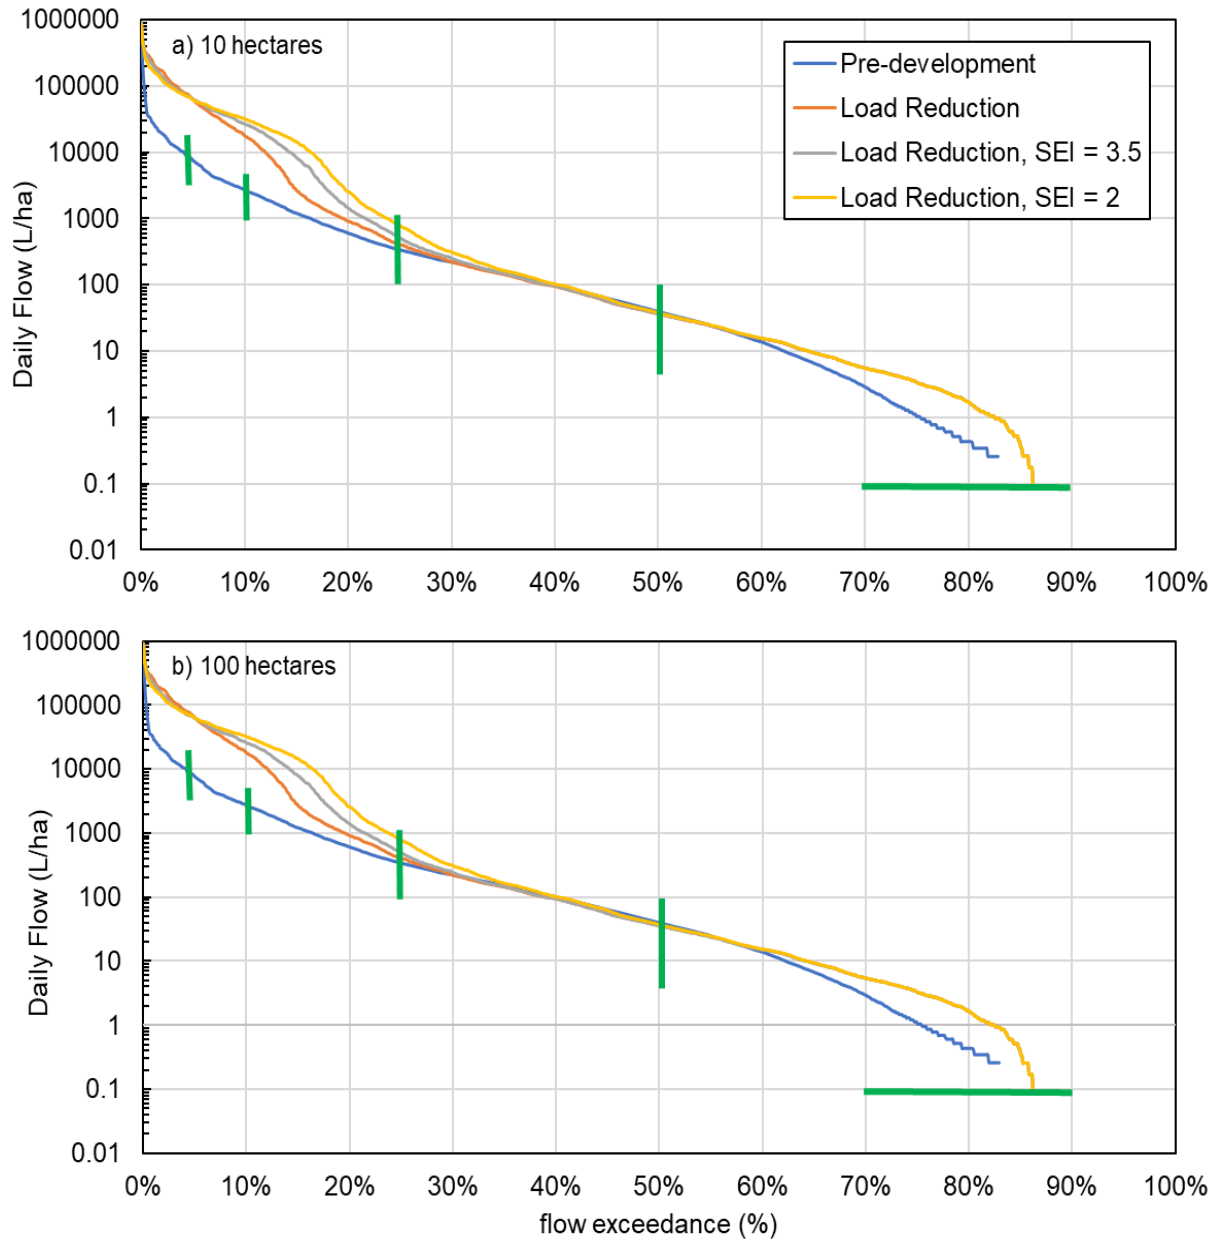 1000000
a) 10 hectares
Pre-development
Load Reduction
Load Reduction, SEI = 3.5
Load Reduction, SEI = 2
100000
10000
1000
100
10
1
0.1
0.01
Daily Flow (L/ha)
0% 10% 20% 30% 40% 50% 60% 70% 80% 90% 100%
1000000
b) 100 hectares
100000
10000
1000
100
10
1
0.1
0.01
Daily Flow (L/ha)
0% 10% 20% 30% 40% 50% 60% 70% 80% 90% 100%
flow exceedance (%)